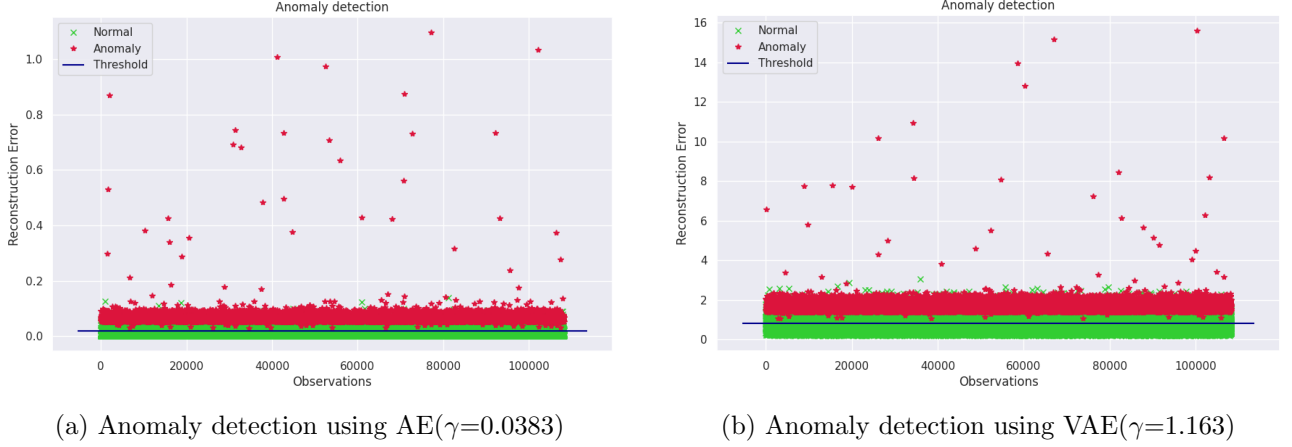 Anomaly detection
Normal
Anomaly
Threshold
1.0
0.8
0.6
0.4
0.2
0.0
Reconstruction Error
0 20000 40000 60000 80000 100000
Observations
(a) Anomaly detection using AE(γ=0.0383)
Anomaly detection
Normal
Anomaly
Threshold
16
14
12
10
8
6
4
2
0
Reconstruction Error
0 20000 40000 60000 80000 100000
Observations
(b) Anomaly detection using VAE(γ=1.163)